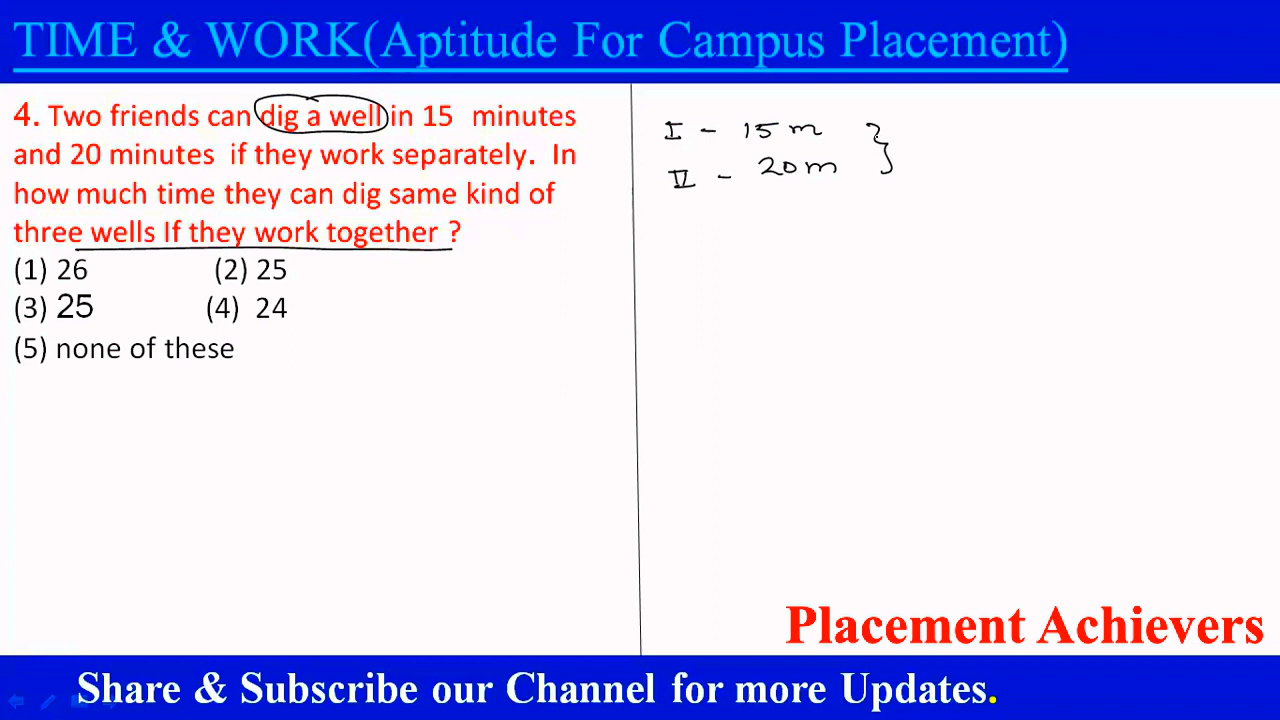 TIME & WORK(Aptitude For Campus Placement)
4. Two friends can dig a well in 15 minutes
and 20 minutes if they work separately. In
how much time they can dig same kind of
three wells If they work together ?
(1) 26 (2) 25
(3) 25 (4) 24
(5) none of these
I - 15 m
II - 20 m
Placement Achievers
Share & Subscribe our Channel for more Updates.